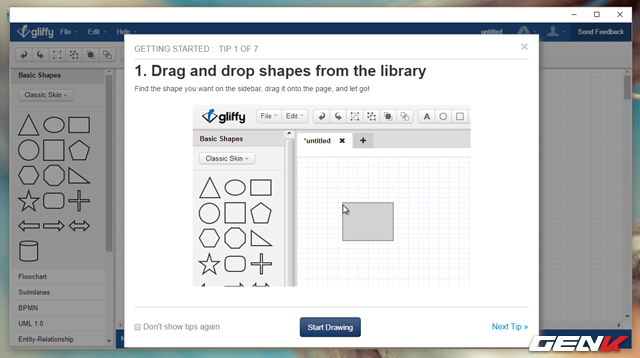 gliffy File Edit Help untitled Send Feedback
Basic Shapes
Classic Skin
Flowchart
Swimlanes
BPMN
UML 1.0
Entity-Relationship
GETTING STARTED : TIP 1 OF 7 ×
1. Drag and drop shapes from the library
Find the shape you want on the sidebar, drag it onto the page, and let go!
gliffy File Edit A
Basic Shapes *untitled ✖ +
Classic Skin
Don't show tips again Start Drawing Next Tip »
GENK